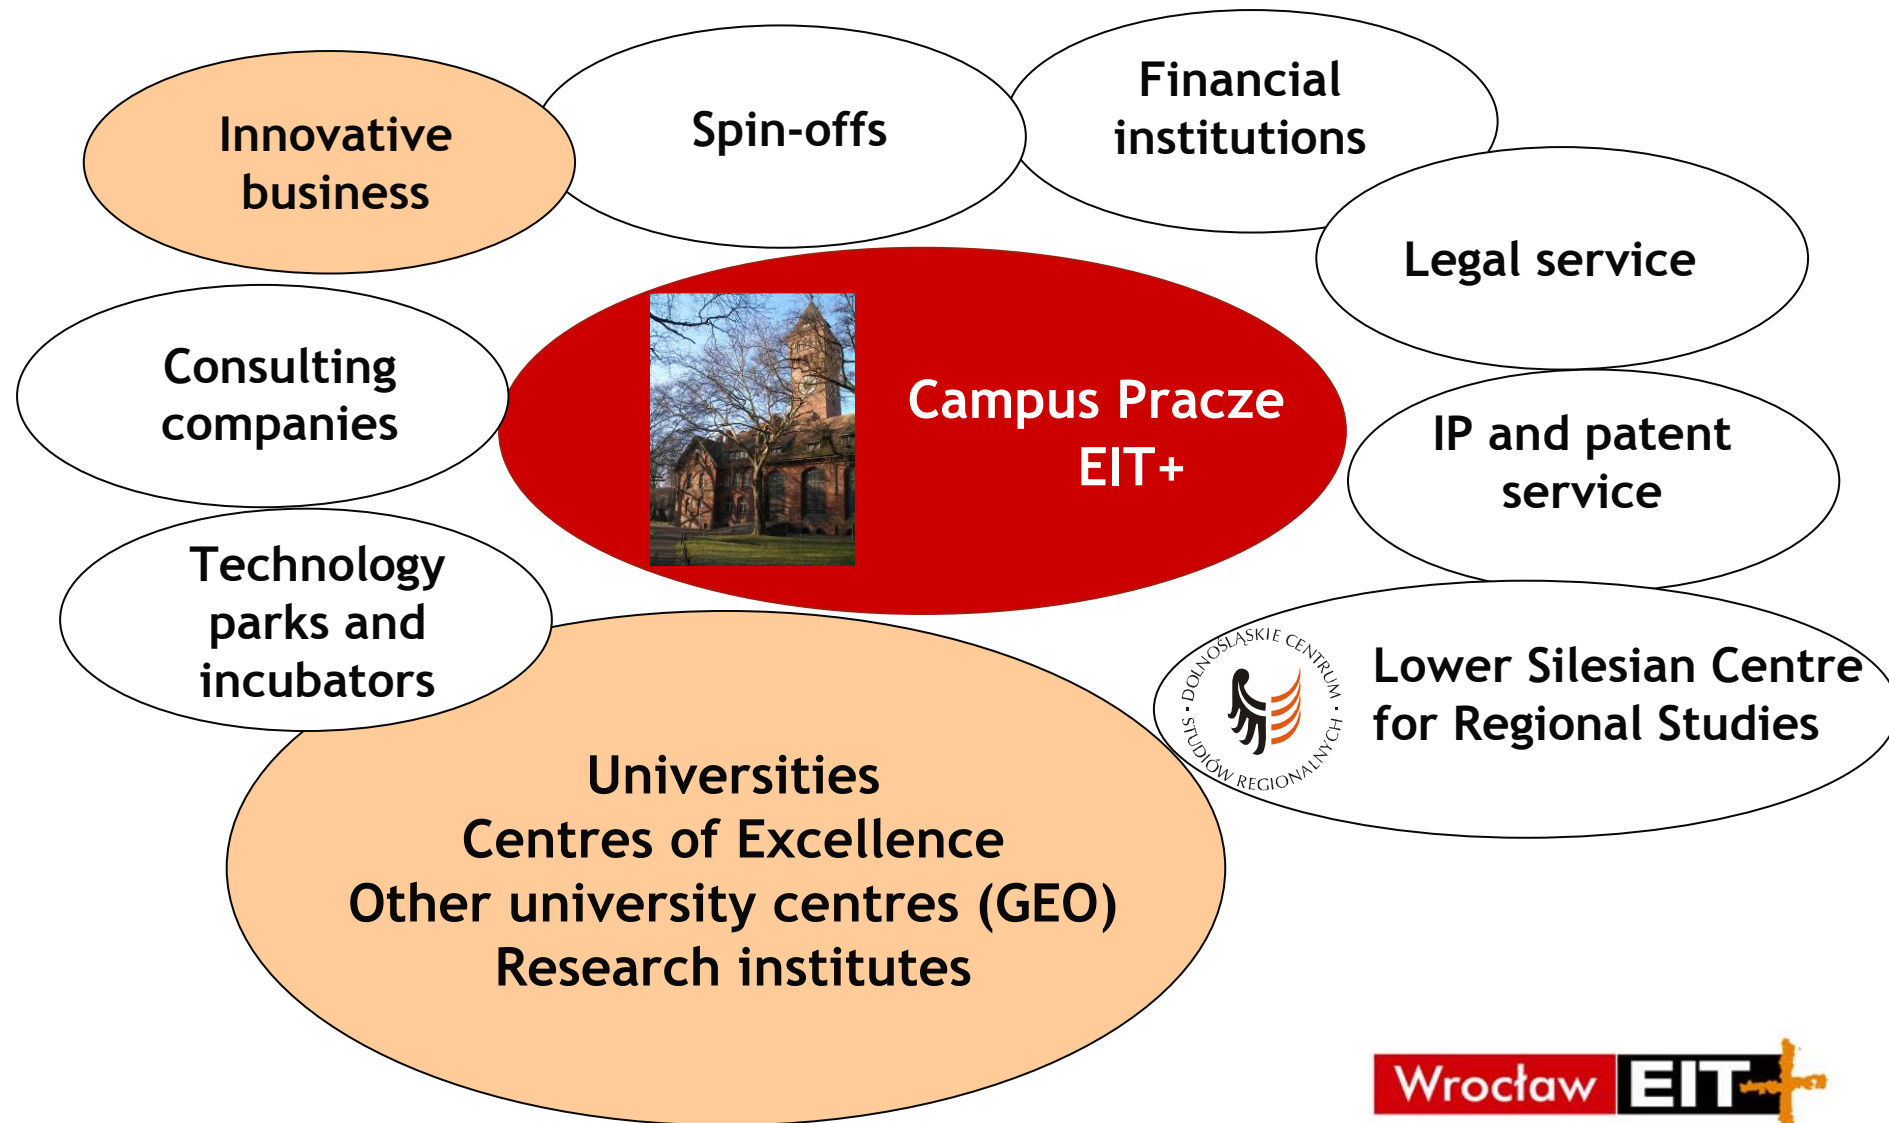 Innovative
business
Spin-offs
Financial
institutions
Legal service
Consulting
companies
Campus Pracze
EIT+
IP and patent
service
Technology
parks and
incubators
DOLNOŚLĄSKIE CENTRUM
STUDIÓW REGIONALNYCH
Lower Silesian Centre
for Regional Studies
Universities
Centres of Excellence
Other university centres (GEO)
Research institutes
Wrocław EIT+